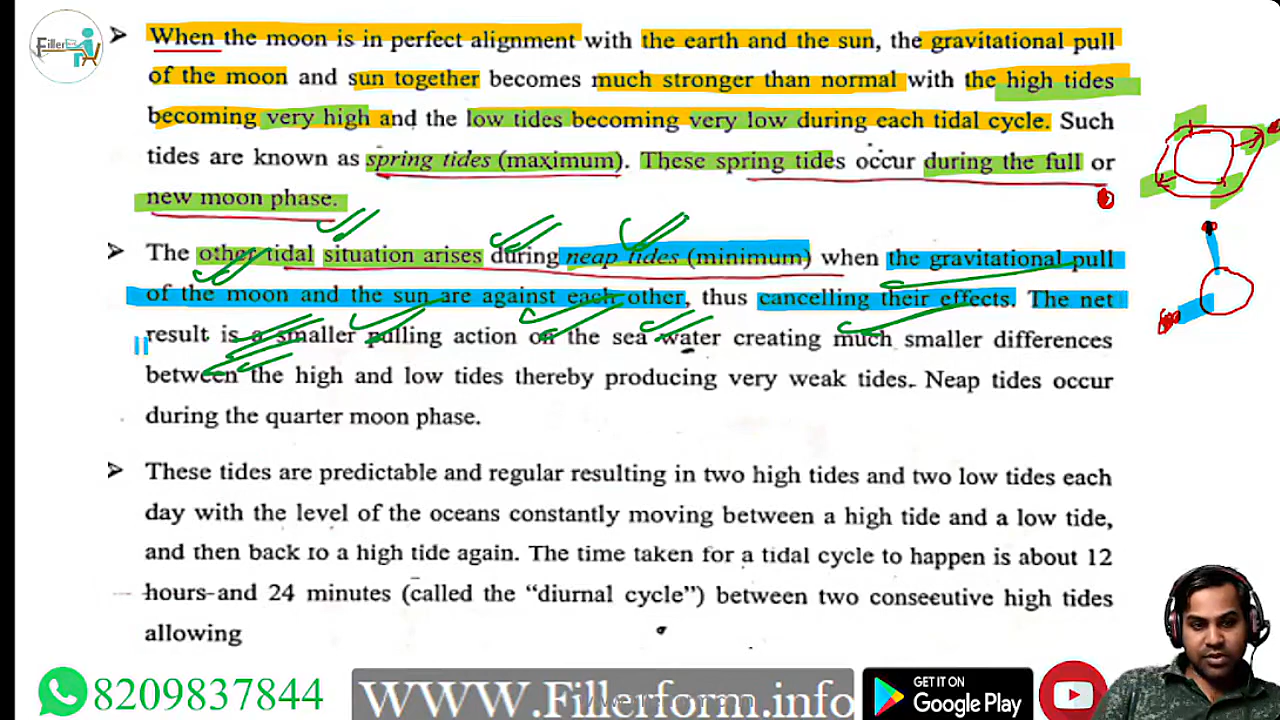 Filler
➢ When the moon is in perfect alignment with the earth and the sun, the gravitational pull
of the moon and sun together becomes much stronger than normal with the high tides
becoming very high and the low tides becoming very low during each tidal cycle. Such
tides are known as spring tides (maximum). These spring tides occur during the full or
new moon phase.
➢ The other tidal situation arises during neap tides (minimum) when the gravitational pull
of the moon and the sun are against each other, thus cancelling their effects. The net
result is a smaller pulling action on the sea water creating much smaller differences
between the high and low tides thereby producing very weak tides. Neap tides occur
during the quarter moon phase.
➢ These tides are predictable and regular resulting in two high tides and two low tides each
day with the level of the oceans constantly moving between a high tide and a low tide,
and then back to a high tide again. The time taken for a tidal cycle to happen is about 12
hours and 24 minutes (called the “diurnal cycle”) between two consecutive high tides
allowing
8209837844
WWW.Fillerform.info
GET IT ON
Google Play